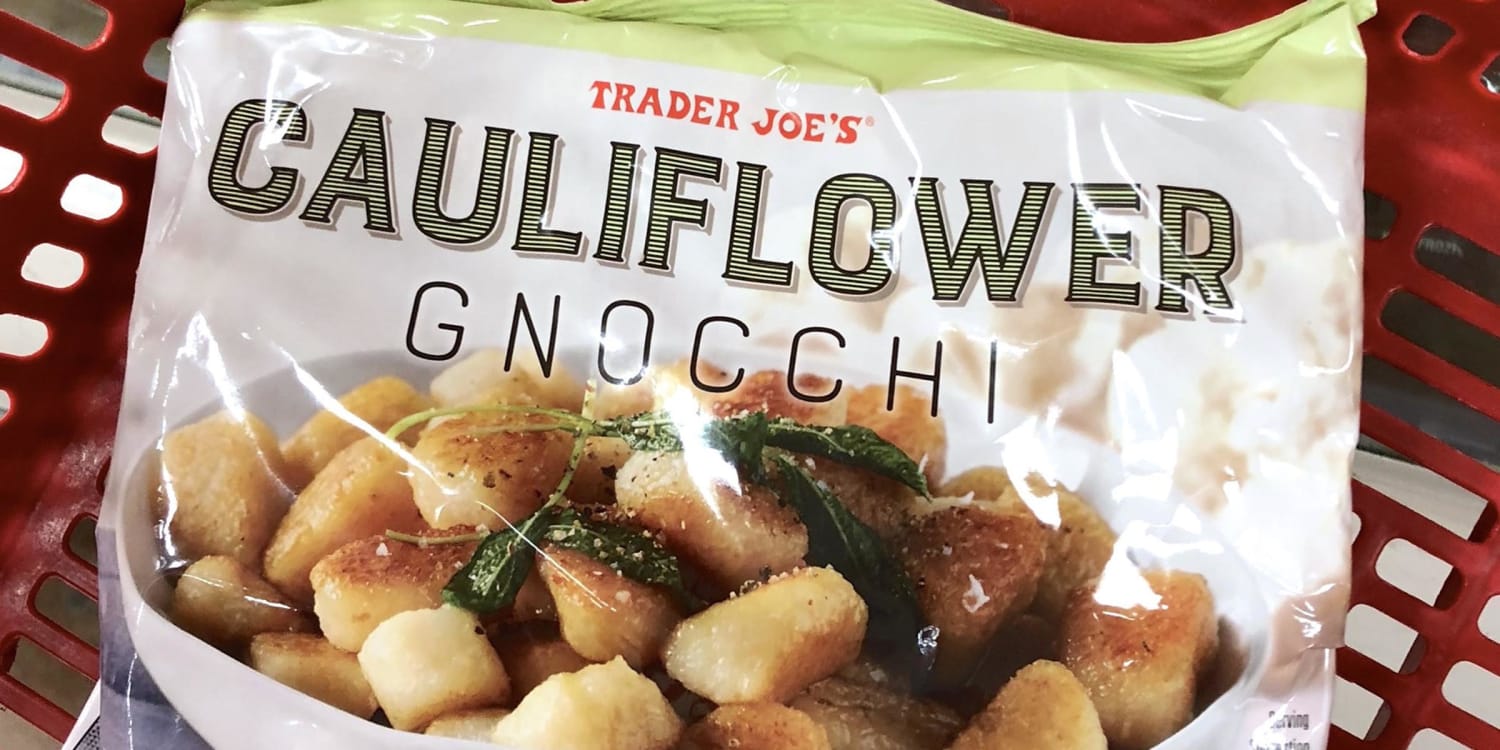 TRADER JOE'S®
CAULIFLOWER
GNOCCHI
Serving